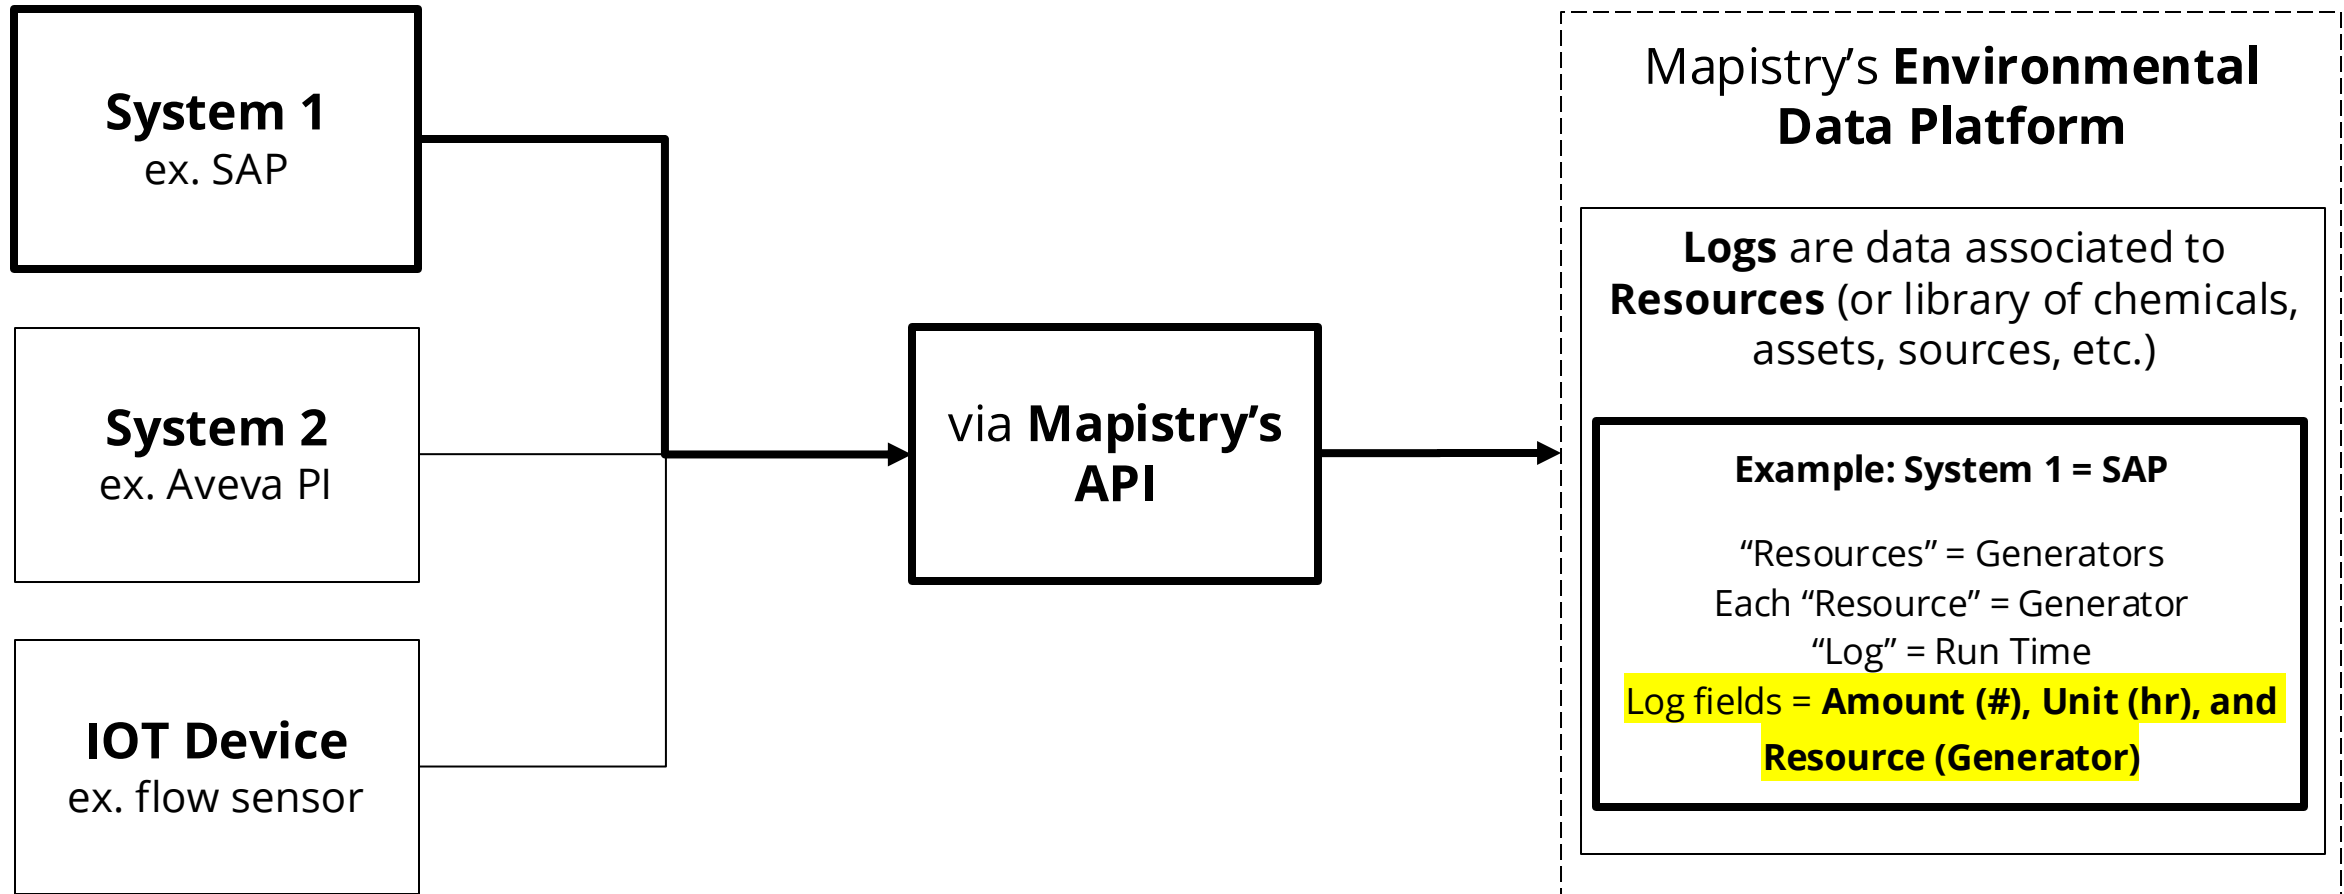 System 1
ex. SAP
System 2
ex. Aveva PI
IOT Device
ex. flow sensor
via Mapistry’s
API
Mapistry’s Environmental
Data Platform
Logs are data associated to
Resources (or library of chemicals,
assets, sources, etc.)
Example: System 1 = SAP
“Resources” = Generators
Each “Resource” = Generator
“Log” = Run Time
Log fields = Amount (#), Unit (hr), and
Resource (Generator)